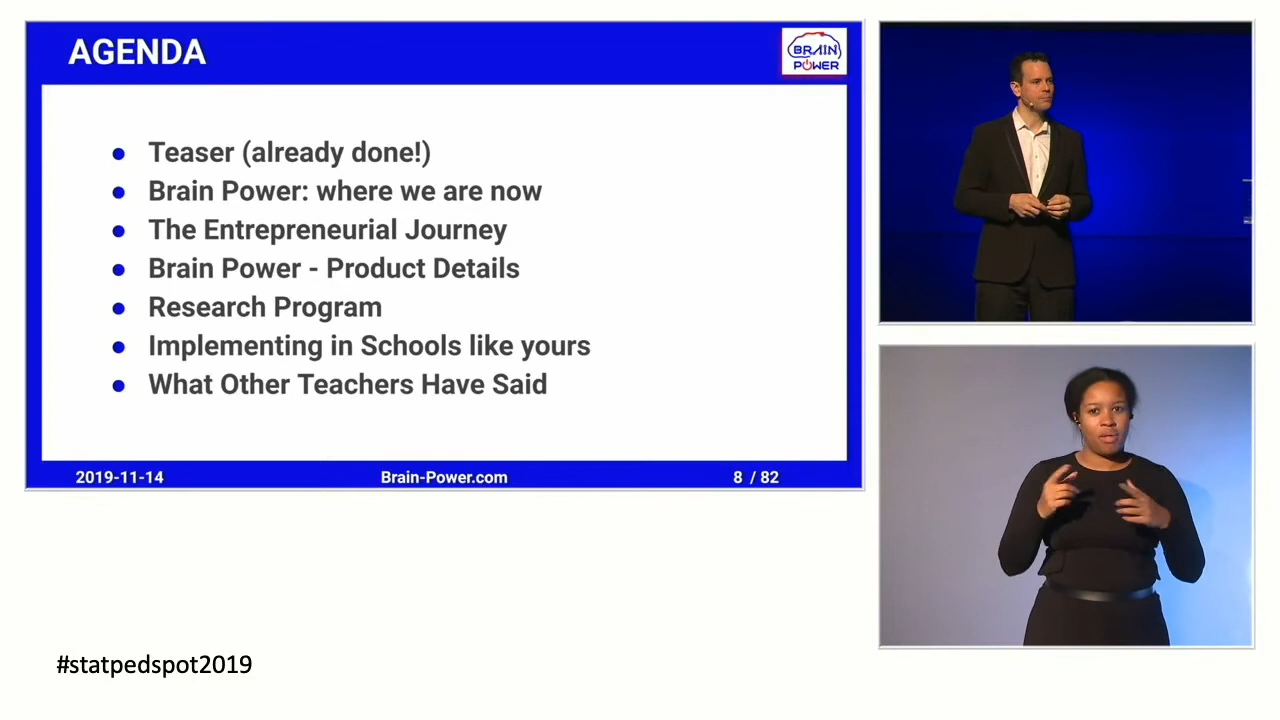 AGENDA
BRAIN
POWER
● Teaser (already done!)
● Brain Power: where we are now
● The Entrepreneurial Journey
● Brain Power - Product Details
● Research Program
● Implementing in Schools like yours
● What Other Teachers Have Said
2019-11-14 Brain-Power.com 8 / 82
#statpedspot2019